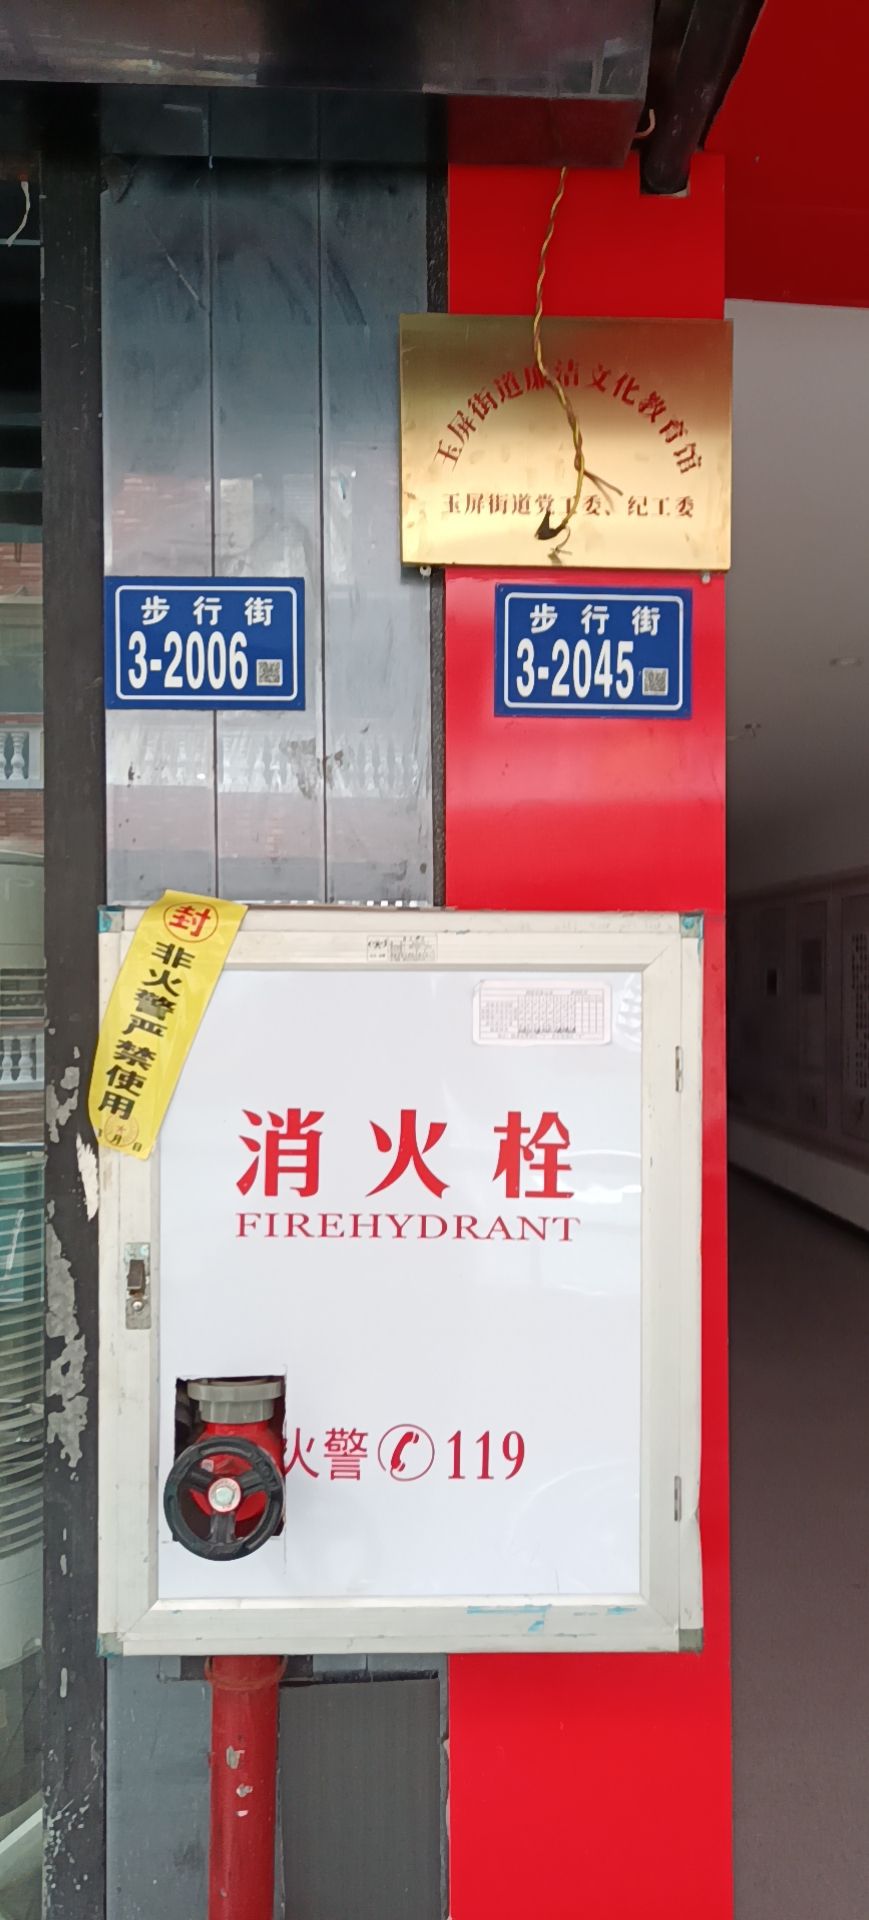 玉屏街道廉洁文化教育馆
玉屏街道党工委、纪工委
步行街
3-2006
步行街
3-2045
封
非火警严禁使用
月 日
消火栓
FIREHYDRANT
火警 119